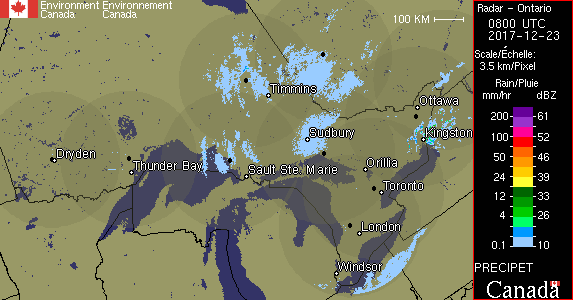 Environment Environnement
Canada Canada
100 KM
Radar - Ontario
0800 UTC
2017-12-23
Scale/Échelle:
3.5 km/Pixel
Rain/Pluie
mm/hr dBZ
200 61
100 52
50 46
24 39
12 33
4 26
0.1 10
PRECIPET
Canada
Timmins
Ottawa
Sudbury
Kingston
Dryden
Thunder Bay
Sault Ste. Marie
Orillia
Toronto
London
Windsor